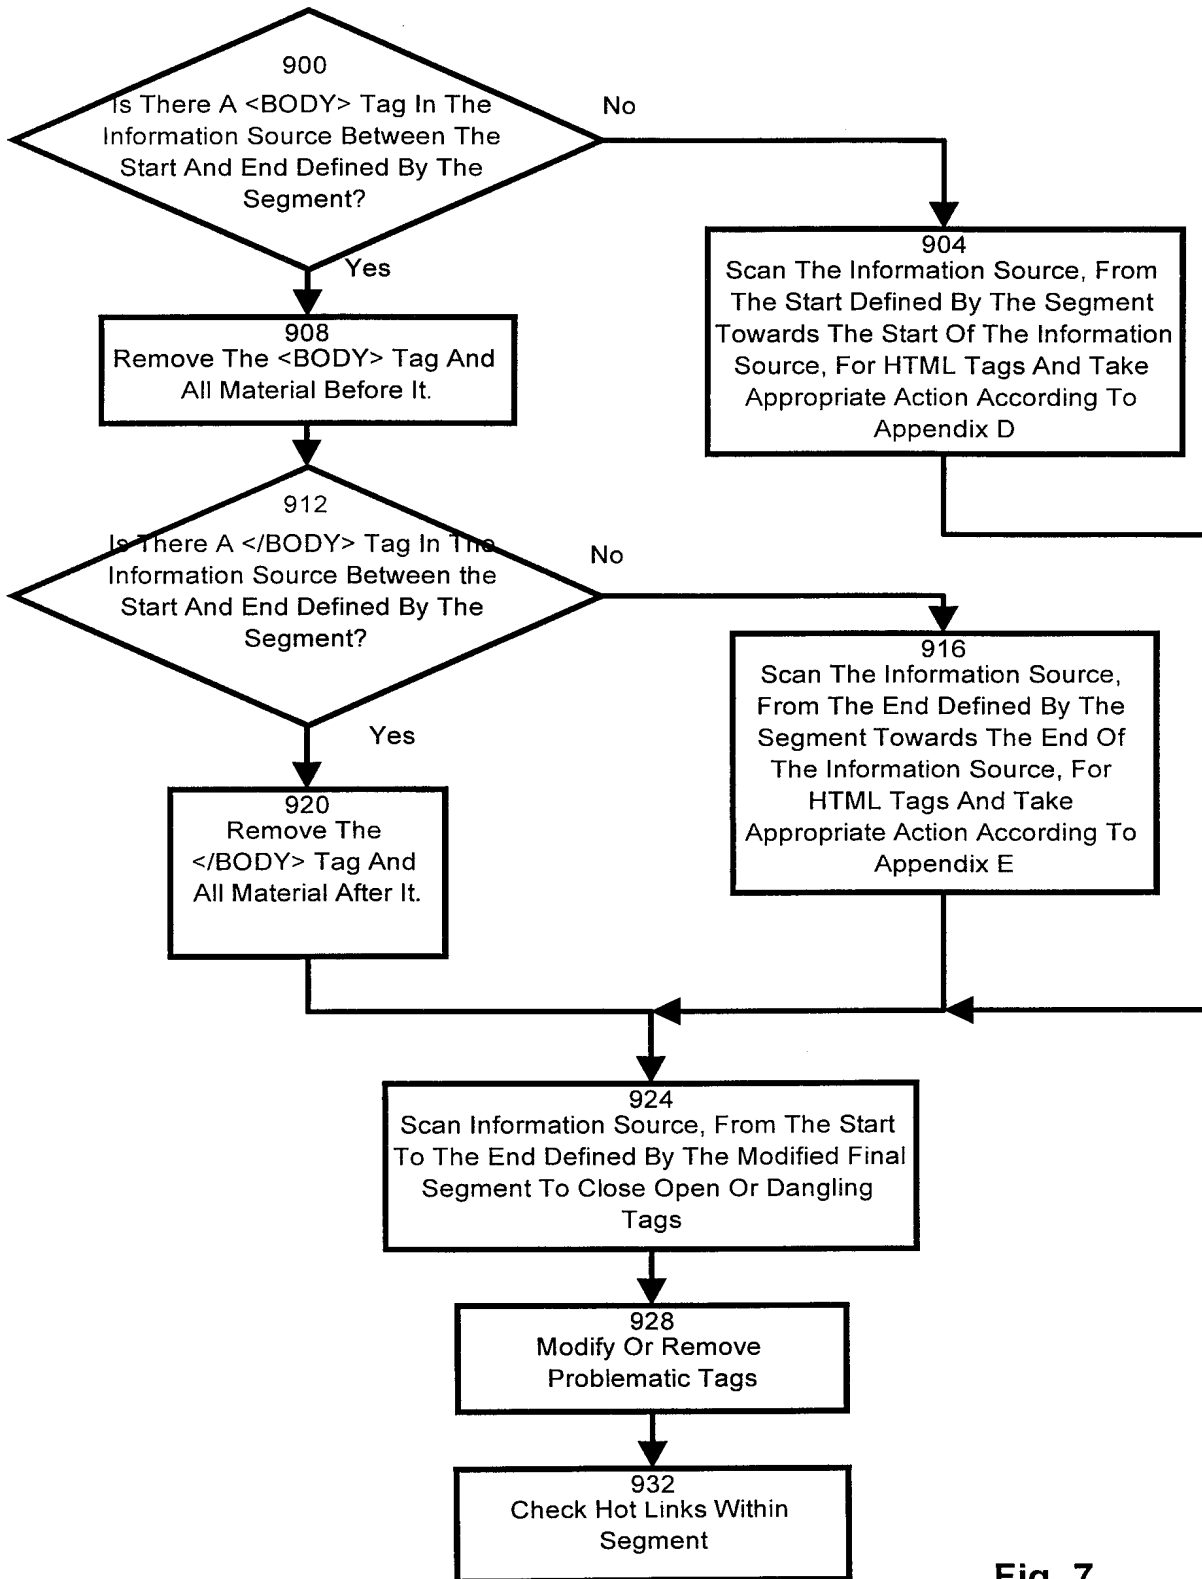 900
Is There A <BODY> Tag In The
Information Source Between The
Start And End Defined By The
Segment?
No
Yes
904
Scan The Information Source, From
The Start Defined By The Segment
Towards The Start Of The Information
Source, For HTML Tags And Take
Appropriate Action According To
Appendix D
908
Remove The <BODY> Tag And
All Material Before It.
912
Is There A </BODY> Tag In The
Information Source Between the
Start And End Defined By The
Segment?
No
Yes
916
Scan The Information Source,
From The End Defined By The
Segment Towards The End Of
The Information Source, For
HTML Tags And Take
Appropriate Action According To
Appendix E
920
Remove The
</BODY> Tag And
All Material After It.
924
Scan Information Source, From The Start
To The End Defined By The Modified Final
Segment To Close Open Or Dangling
Tags
928
Modify Or Remove
Problematic Tags
932
Check Hot Links Within
Segment
Fig. 7